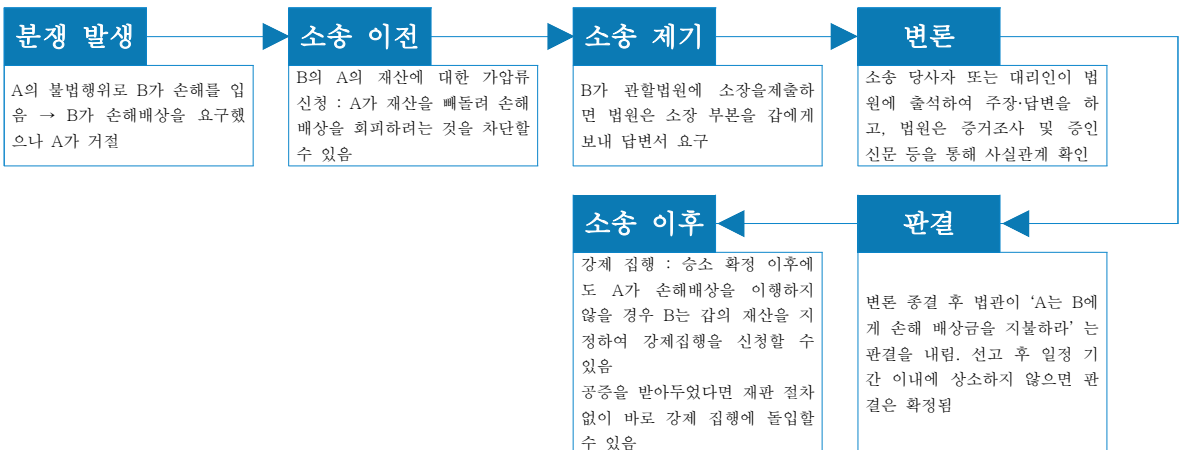 분쟁 발생
A의 불법행위로 B가 손해를 입
음 → B가 손해배상을 요구했
으나 A가 거절
소송 이전
B의 A의 재산에 대한 가압류
신청 : A가 재산을 빼돌려 손해
배상을 회피하려는 것을 차단할
수 있음
소송 제기
B가 관할법원에 소장을제출하
면 법원은 소장 부본을 갑에게
보내 답변서 요구
변론
소송 당사자 또는 대리인이 법
원에 출석하여 주장·답변을 하
고, 법원은 증거조사 및 증인
신문 등을 통해 사실관계 확인
판결
변론 종결 후 법관이 ‘A는 B에
게 손해 배상금을 지불하라’ 는
판결을 내림. 선고 후 일정 기
간 이내에 상소하지 않으면 판
결은 확정됨
소송 이후
강제 집행 : 승소 확정 이후에
도 A가 손해배상을 이행하지
않을 경우 B는 갑의 재산을 지
정하여 강제집행을 신청할 수
있음
공증을 받아두었다면 재판 절차
없이 바로 강제 집행에 돌입할
수 있음